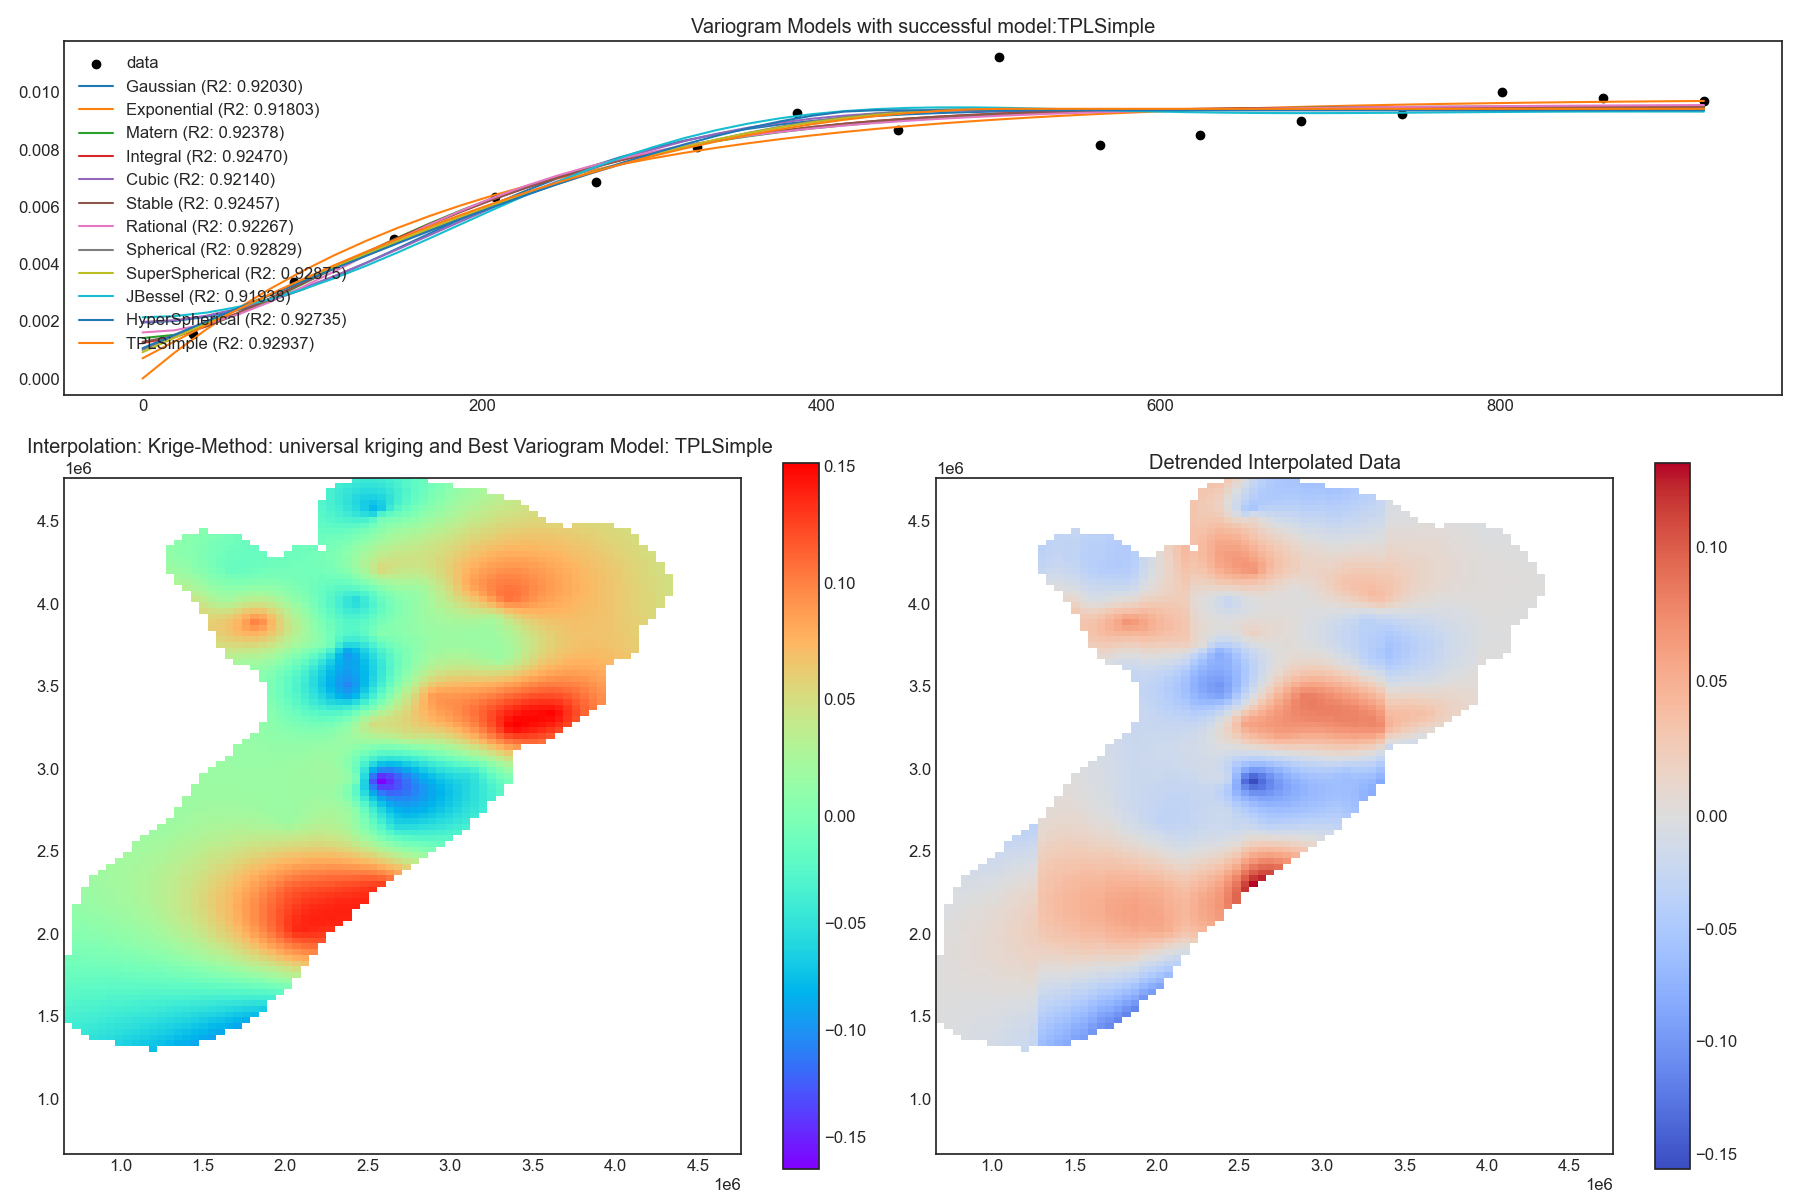 Variogram Models with successful model:TPLSimple
data
Gaussian (R2: 0.92030)
Exponential (R2: 0.91803)
Matern (R2: 0.92378)
Integral (R2: 0.92470)
Cubic (R2: 0.92140)
Stable (R2: 0.92457)
Rational (R2: 0.92267)
Spherical (R2: 0.92829)
SuperSpherical (R2: 0.92875)
JBessel (R2: 0.91938)
HyperSpherical (R2: 0.92735)
TPLSimple (R2: 0.92937)
0.010
0.008
0.006
0.004
0.002
0.000
0 200 400 600 800
Interpolation: Krige-Method: universal kriging and Best Variogram Model: TPLSimple
1e6
4.5
4.0
3.5
3.0
2.5
2.0
1.5
1.0
1.0 1.5 2.0 2.5 3.0 3.5 4.0 4.5
1e6
0.15
0.10
0.05
0.00
−0.05
−0.10
−0.15
Detrended Interpolated Data
1e6
4.5
4.0
3.5
3.0
2.5
2.0
1.5
1.0
1.0 1.5 2.0 2.5 3.0 3.5 4.0 4.5
1e6
0.10
0.05
0.00
−0.05
−0.10
−0.15